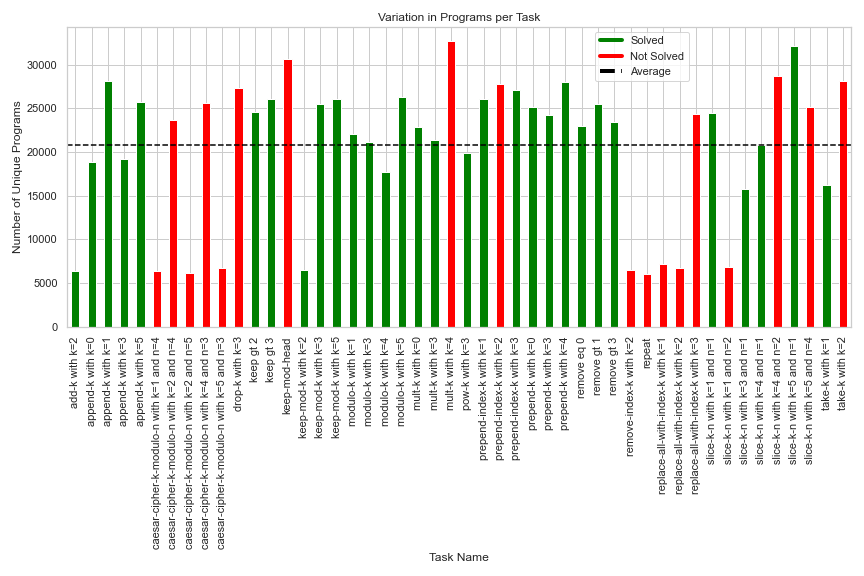 Variation in Programs per Task
Solved
Not Solved
Average
Number of Unique Programs
30000
25000
20000
15000
10000
5000
0
add-k with k=2
append-k with k=0
append-k with k=1
append-k with k=3
append-k with k=5
caesar-cipher-k-modulo-n with k=1 and n=4
caesar-cipher-k-modulo-n with k=2 and n=4
caesar-cipher-k-modulo-n with k=2 and n=5
caesar-cipher-k-modulo-n with k=4 and n=3
caesar-cipher-k-modulo-n with k=5 and n=3
drop-k with k=3
keep gt 2
keep gt 3
keep-mod-head
keep-mod-k with k=2
keep-mod-k with k=3
keep-mod-k with k=5
modulo-k with k=1
modulo-k with k=3
modulo-k with k=4
modulo-k with k=5
mult-k with k=0
mult-k with k=3
mult-k with k=4
pow-k with k=3
prepend-index-k with k=1
prepend-index-k with k=2
prepend-index-k with k=3
prepend-k with k=0
prepend-k with k=3
prepend-k with k=4
remove eq 0
remove gt 1
remove gt 3
remove-index-k with k=2
repeat
replace-all-with-index-k with k=1
replace-all-with-index-k with k=2
replace-all-with-index-k with k=3
slice-k-n with k=1 and n=1
slice-k-n with k=1 and n=2
slice-k-n with k=3 and n=1
slice-k-n with k=4 and n=1
slice-k-n with k=4 and n=2
slice-k-n with k=5 and n=1
slice-k-n with k=5 and n=4
take-k with k=1
take-k with k=2
Task Name